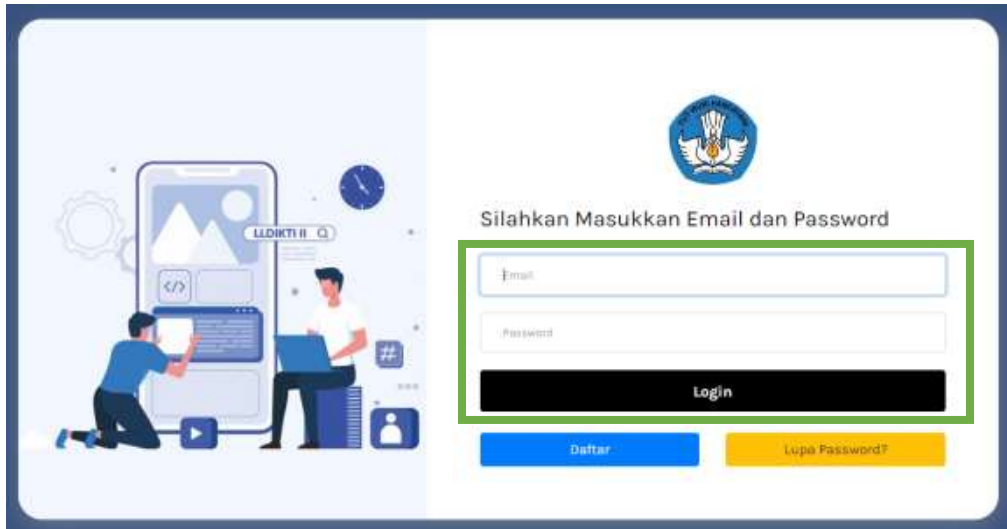 LLDIKTI II
</>
#
Silahkan Masukkan Email dan Password
Email
Password
Login
Daftar
Lupa Password?